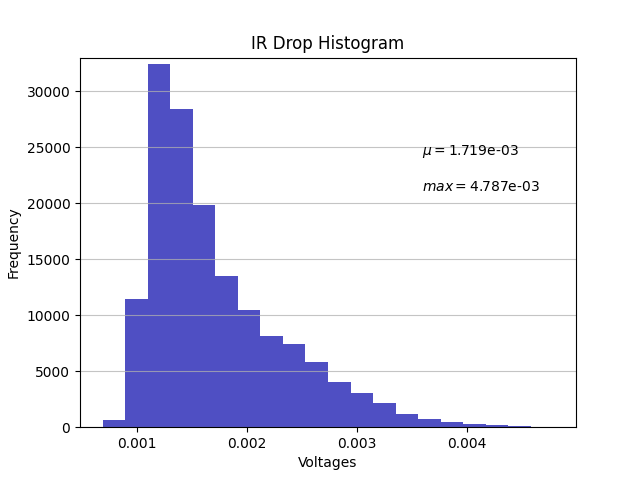 IR Drop Histogram
30000
25000
20000
15000
10000
5000
0
Frequency
μ = 1.719e-03
max = 4.787e-03
0.001 0.002 0.003 0.004
Voltages